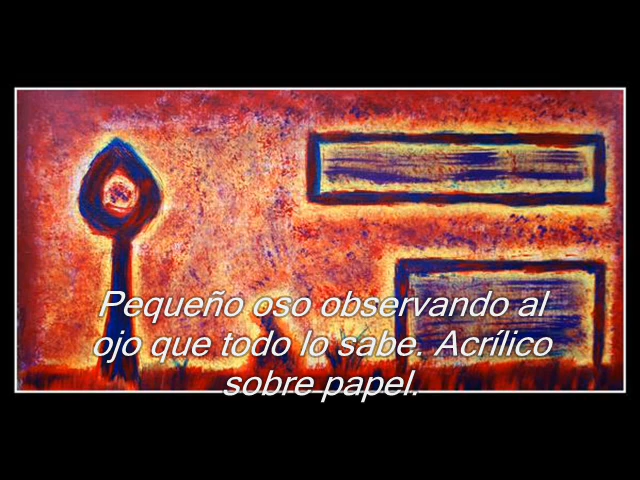 Pequeño oso observando al
ojo que todo lo sabe. Acrílico
sobre papel.